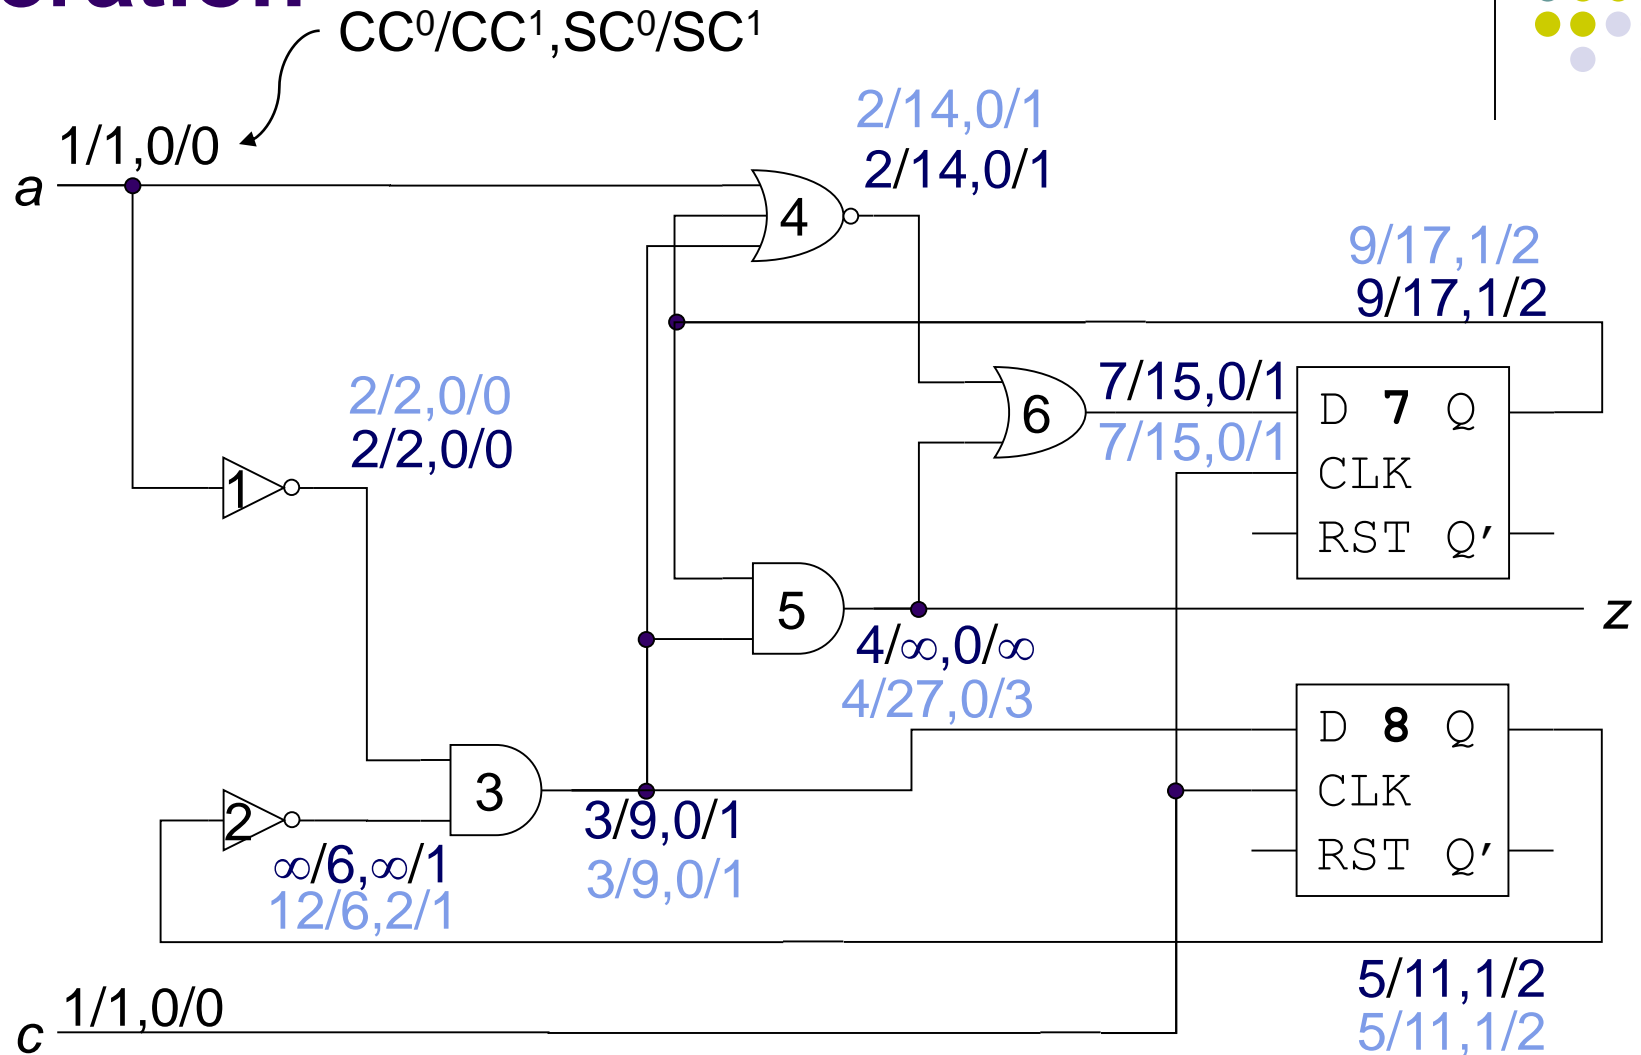 CC⁰/CC¹,SC⁰/SC¹
2/14,0/1
1/1,0/0
2/14,0/1
a
4
9/17,1/2
9/17,1/2
7/15,0/1
2/2,0/0
6
D 7 Q
2/2,0/0
7/15,0/1
CLK
1
RST Q′
5
z
4/∞,0/∞
4/27,0/3
D 8 Q
3
CLK
2
3/9,0/1
RST Q′
∞/6,∞/1
3/9,0/1
12/6,2/1
5/11,1/2
1/1,0/0
c
5/11,1/2